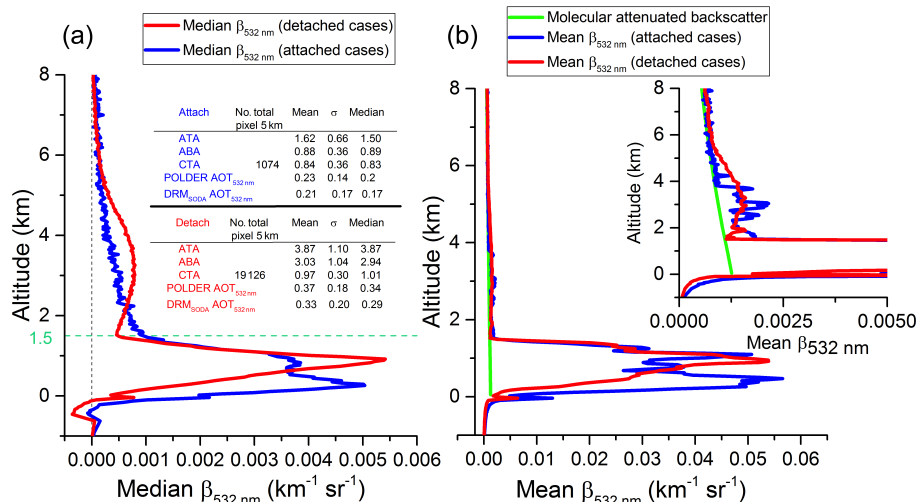 (a)
Median β532 nm (detached cases)
Median β532 nm (attached cases)
Attach No. total pixel 5 km Mean σ Median
ATA 1.62 0.66 1.50
ABA 0.88 0.36 0.89
CTA 1074 0.84 0.36 0.83
POLDER AOT532 nm 0.23 0.14 0.2
DRMSODA AOT532 nm 0.21 0.17 0.17
Detach No. total pixel 5 km Mean σ Median
ATA 3.87 1.10 3.87
ABA 3.03 1.04 2.94
CTA 19 126 0.97 0.30 1.01
POLDER AOT532 nm 0.37 0.18 0.34
DRMSODA AOT532 nm 0.33 0.20 0.29
8
6
4
2
1.5
0
Altitude (km)
0.000 0.001 0.002 0.003 0.004 0.005 0.006
Median β532 nm (km-1 sr-1)
(b)
Molecular attenuated backscatter
Mean β532 nm (attached cases)
Mean β532 nm (detached cases)
8
6
4
2
0
Altitude (km)
0.00 0.01 0.02 0.03 0.04 0.05 0.06
Mean β532 nm (km-1 sr-1)
8
6
4
2
0
Altitude (km)
0.0000 0.0025 0.0050
Mean β532 nm